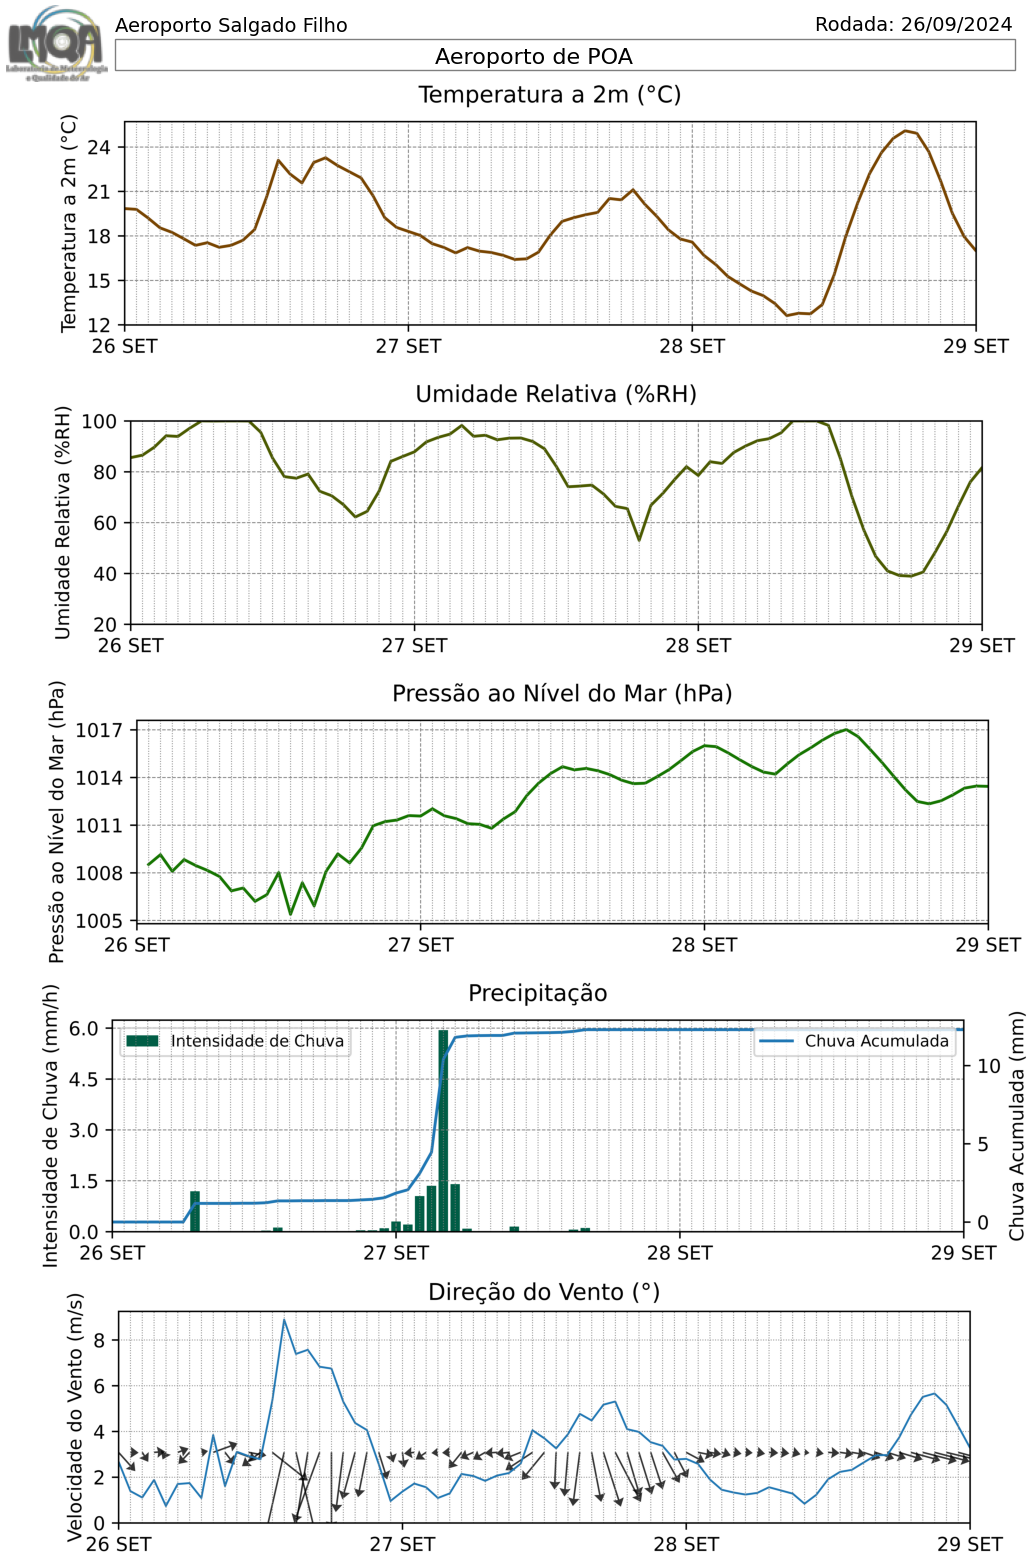 LMQA
Laboratório de Meteorologia
e Qualidade do Ar
Aeroporto Salgado Filho
Rodada: 26/09/2024
Aeroporto de POA
Temperatura a 2m (°C)
Temperatura a 2m (°C)
24
21
18
15
12
26 SET
27 SET
28 SET
29 SET
Umidade Relativa (%RH)
Umidade Relativa (%RH)
100
80
60
40
20
26 SET
27 SET
28 SET
29 SET
Pressão ao Nível do Mar (hPa)
Pressão ao Nível do Mar (hPa)
1017
1014
1011
1008
1005
26 SET
27 SET
28 SET
29 SET
Precipitação
Intensidade de Chuva (mm/h)
6.0
4.5
3.0
1.5
0.0
Intensidade de Chuva
Chuva Acumulada
10
5
0
Chuva Acumulada (mm)
26 SET
27 SET
28 SET
29 SET
Direção do Vento (°)
Velocidade do Vento (m/s)
8
6
4
2
0
26 SET
27 SET
28 SET
29 SET